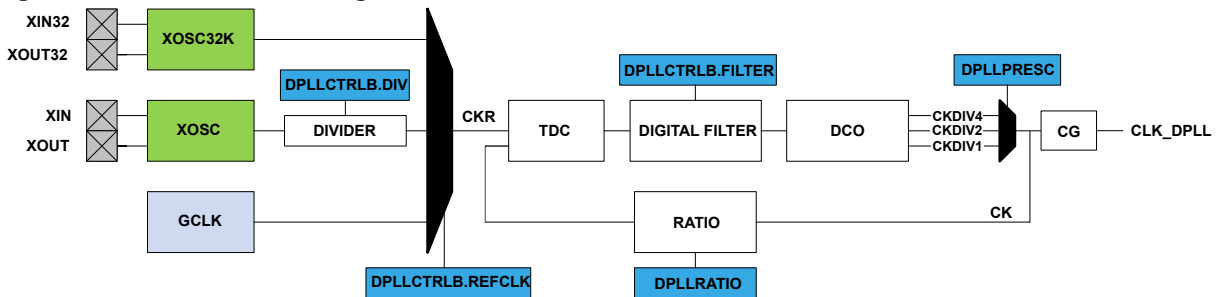 XIN32
XOUT32
XOSC32K
DPLLCTRLB.DIV
DPLLCTRLB.FILTER
DPLLPRESC
XIN
XOUT
XOSC
DIVIDER
CKR
TDC
DIGITAL FILTER
DCO
CKDIV4
CKDIV2
CKDIV1
CG
CLK_DPLL
GCLK
RATIO
CK
DPLLCTRLB.REFCLK
DPLLRATIO